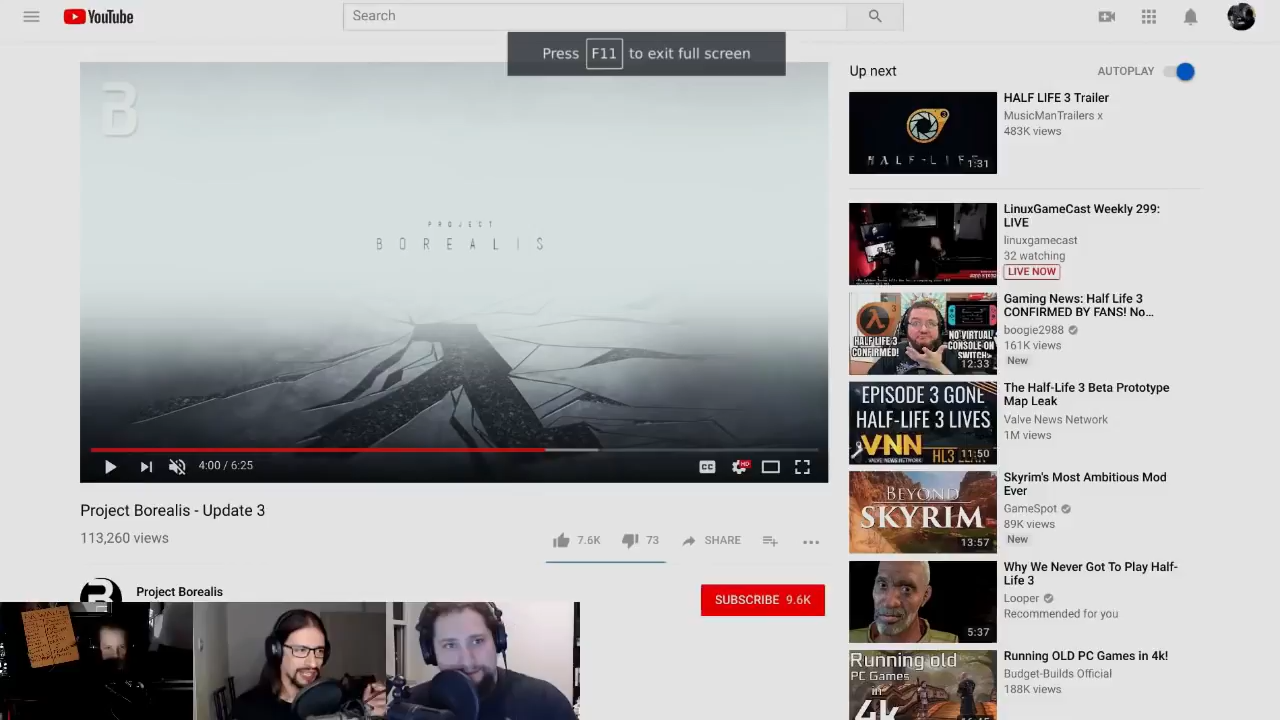 YouTube
Search
Press F11 to exit full screen
B
PROJECT
BOREALIS
4:00 / 6:25
CC
HD
Project Borealis - Update 3
113,260 views
7.6K
73
SHARE
Project Borealis
SUBSCRIBE 9.6K
Up next
AUTOPLAY
HALF-LIFE
1:31
HALF LIFE 3 Trailer
MusicManTrailers x
483K views
LinuxGameCast Weekly 299:
LIVE
linuxgamecast
32 watching
LIVE NOW
HALF LIFE 3
CONFIRMED!
NO VIRTUAL
CONSOLE ON
SWITCH
12:33
Gaming News: Half Life 3
CONFIRMED BY FANS! No...
boogie2988
161K views
New
EPISODE 3 GONE
HALF-LIFE 3 LIVES
VNN
VALVE NEWS NETWORK
HL3
11:50
The Half-Life 3 Beta Prototype
Map Leak
Valve News Network
1M views
BEYOND
SKYRIM
13:57
Skyrim's Most Ambitious Mod
Ever
GameSpot
89K views
New
5:37
Why We Never Got To Play Half-
Life 3
Looper
Recommended for you
Running old
PC Games
in
4k
Running OLD PC Games in 4k!
Budget-Builds Official
188K views